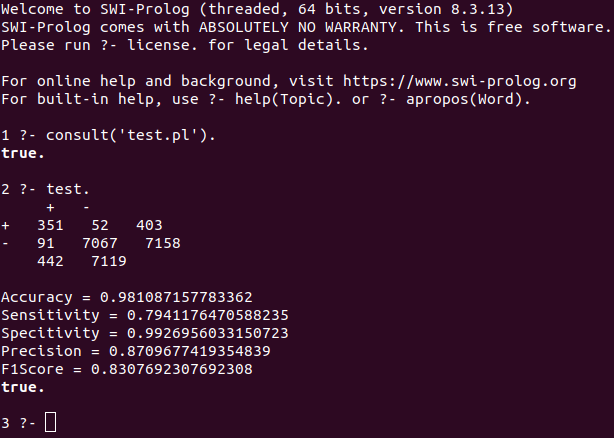 Welcome to SWI-Prolog (threaded, 64 bits, version 8.3.13)
SWI-Prolog comes with ABSOLUTELY NO WARRANTY. This is free software.
Please run ?- license. for legal details.
For online help and background, visit https://www.swi-prolog.org
For built-in help, use ?- help(Topic). or ?- apropos(Word).
1 ?- consult('test.pl').
true.
2 ?- test.
+ -
+ 351 52 403
- 91 7067 7158
442 7119
Accuracy = 0.981087157783362
Sensitivity = 0.7941176470588235
Specitivity = 0.9926956033150723
Precision = 0.8709677419354839
F1Score = 0.8307692307692308
true.
3 ?-